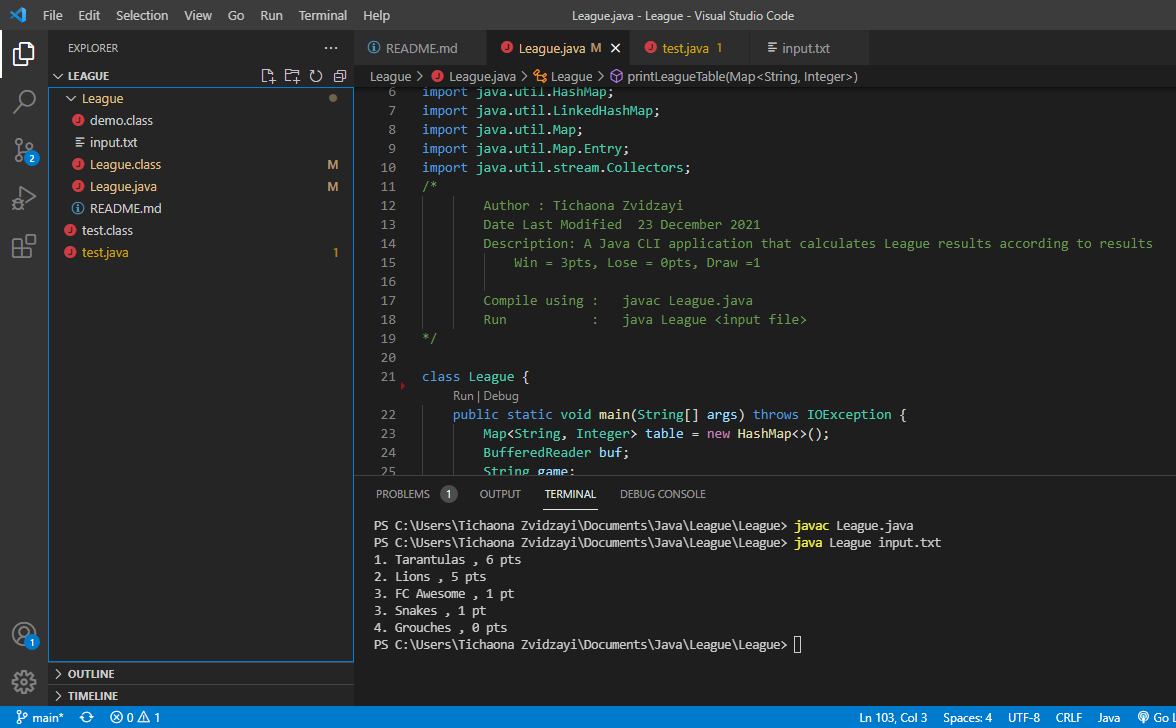 File Edit Selection View Go Run Terminal Help League.java - League - Visual Studio Code
EXPLORER
LEAGUE
League
demo.class
input.txt
League.class M
League.java M
README.md
test.class
test.java 1
OUTLINE
TIMELINE
README.md League.java M test.java 1 input.txt
League > League.java > League > printLeagueTable(Map<String, Integer>)
6 import java.util.HashMap;
7 import java.util.LinkedHashMap;
8 import java.util.Map;
9 import java.util.Map.Entry;
10 import java.util.stream.Collectors;
11 /*
12 Author : Tichaona Zvidzayi
13 Date Last Modified 23 December 2021
14 Description: A Java CLI application that calculates League results according to results
15 Win = 3pts, Lose = 0pts, Draw =1
16
17 Compile using : javac League.java
18 Run : java League <input file>
19 */
20
21 class League {
Run | Debug
22 public static void main(String[] args) throws IOException {
23 Map<String, Integer> table = new HashMap<>();
24 BufferedReader buf;
25 String game;
PROBLEMS 1 OUTPUT TERMINAL DEBUG CONSOLE
PS C:\Users\Tichaona Zvidzayi\Documents\Java\League\League> javac League.java
PS C:\Users\Tichaona Zvidzayi\Documents\Java\League\League> java League input.txt
1. Tarantulas , 6 pts
2. Lions , 5 pts
3. FC Awesome , 1 pt
3. Snakes , 1 pt
4. Grouches , 0 pts
PS C:\Users\Tichaona Zvidzayi\Documents\Java\League\League>
2
1
main* 0 1 Ln 103, Col 3 Spaces: 4 UTF-8 CRLF Java Go L